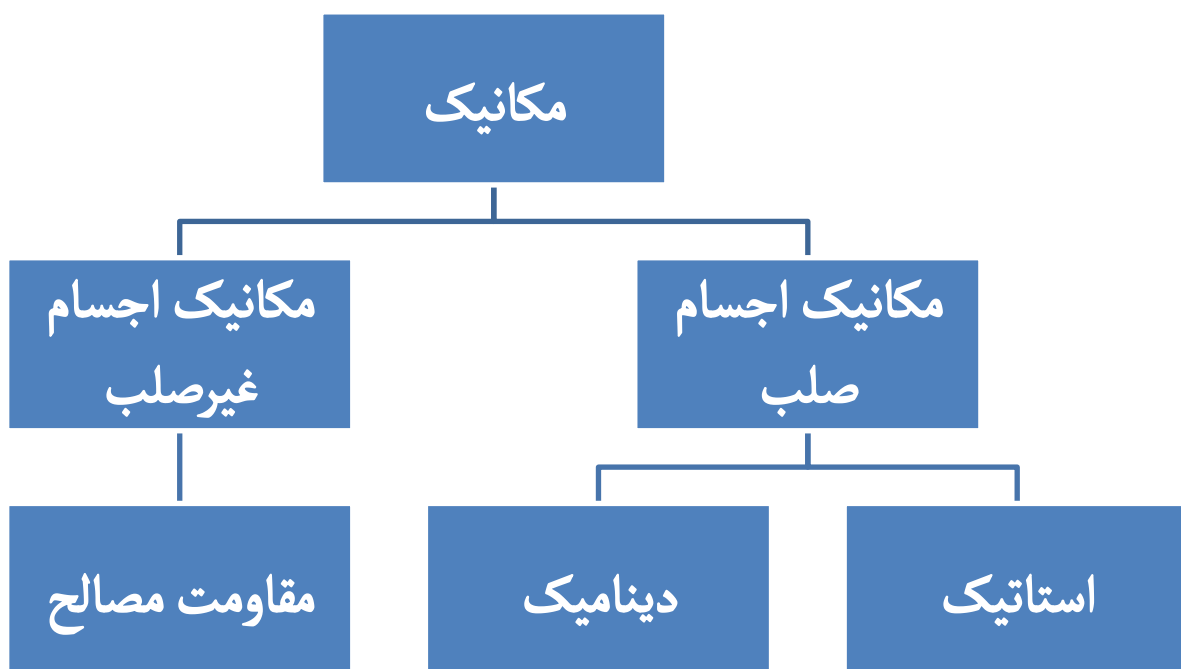 مکانیک
مکانیک اجسام
صلب
مکانیک اجسام
غیرصلب
استاتیک
دینامیک
مقاومت مصالح